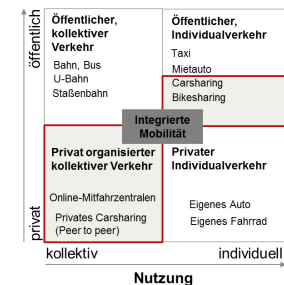 öffentlich
Öffentlicher,
kollektiver
Verkehr
Bahn, Bus
U-Bahn
Staßenbahn
Öffentlicher,
Individualverkehr
Taxi
Mietauto
Carsharing
Bikesharing
Integrierte
Mobilität
Privat organisierter
kollektiver Verkehr
Online-Mitfahrzentralen
Privates Carsharing
(Peer to peer)
Privater
Individualverkehr
Eigenes Auto
Eigenes Fahrrad
privat
kollektiv
individuell
Nutzung